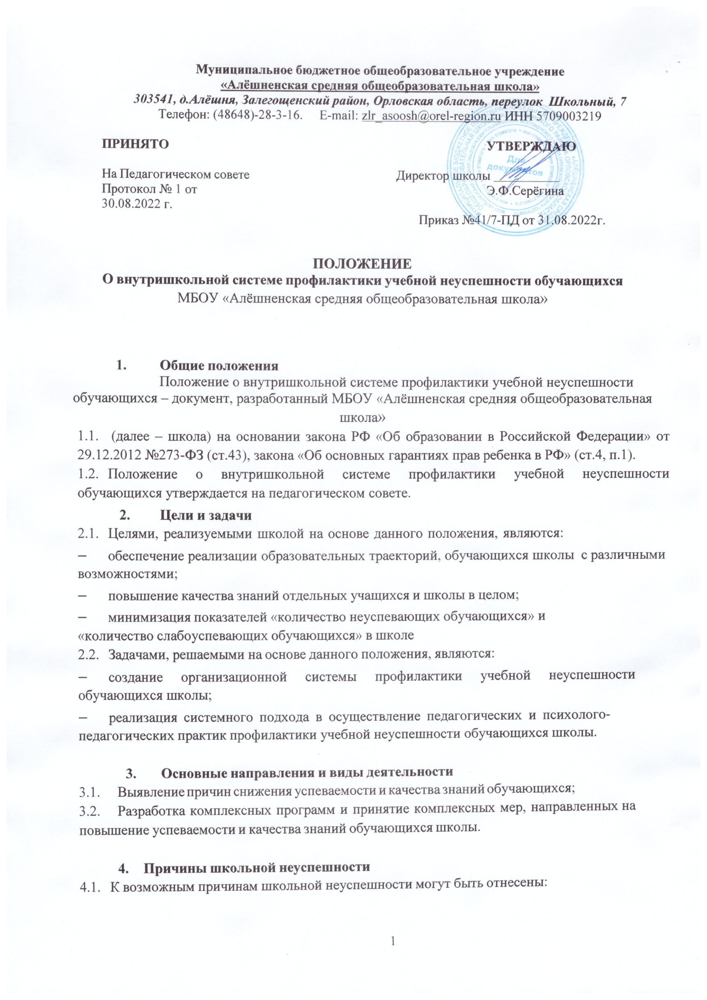 Муниципальное бюджетное общеобразовательное учреждение
«Алёшненская средняя общеобразовательная школа»
303541, д.Алёшня, Залегощенский район, Орловская область, переулок Школьный, 7
Телефон: (48648)-28-3-16. E-mail: zlr_asoosh@orel-region.ru ИНН 5709003219
ПРИНЯТО
УТВЕРЖДАЮ
На Педагогическом совете
Директор школы ___________
Протокол № 1 от
Э.Ф.Серёгина
30.08.2022 г.
Приказ №41/7-ПД от 31.08.2022г.
Для
документов
ПОЛОЖЕНИЕ
О внутришкольной системе профилактики учебной неуспешности обучающихся
МБОУ «Алёшненская средняя общеобразовательная школа»
1. Общие положения
Положение о внутришкольной системе профилактики учебной неуспешности
обучающихся – документ, разработанный МБОУ «Алёшненская средняя общеобразовательная
школа»
1.1. (далее – школа) на основании закона РФ «Об образовании в Российской Федерации» от
29.12.2012 №273-ФЗ (ст.43), закона «Об основных гарантиях прав ребенка в РФ» (ст.4, п.1).
1.2. Положение о внутришкольной системе профилактики учебной неуспешности
обучающихся утверждается на педагогическом совете.
2. Цели и задачи
2.1. Целями, реализуемыми школой на основе данного положения, являются:
– обеспечение реализации образовательных траекторий, обучающихся школы с различными
возможностями;
– повышение качества знаний отдельных учащихся и школы в целом;
– минимизация показателей «количество неуспевающих обучающихся» и
«количество слабоуспевающих обучающихся» в школе
2.2. Задачами, решаемыми на основе данного положения, являются:
– создание организационной системы профилактики учебной неуспешности
обучающихся школы;
– реализация системного подхода в осуществление педагогических и психолого-
педагогических практик профилактики учебной неуспешности обучающихся школы.
3. Основные направления и виды деятельности
3.1. Выявление причин снижения успеваемости и качества знаний обучающихся;
3.2. Разработка комплексных программ и принятие комплексных мер, направленных на
повышение успеваемости и качества знаний обучающихся школы.
4. Причины школьной неуспешности
4.1. К возможным причинам школьной неуспешности могут быть отнесены:
1